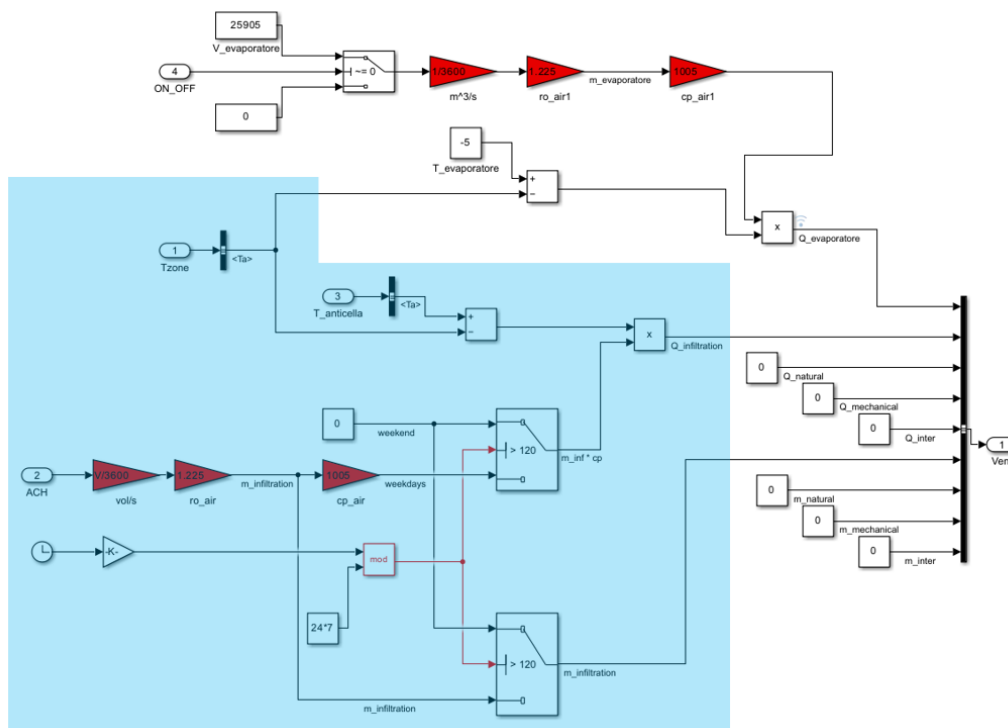 25905
V_evaporatore
4
ON_OFF
~= 0
0
1/3600
m^3/s
1.225
ro_air1
m_evaporatore
1005
cp_air1
-5
T_evaporatore
+
−
x
Q_evaporatore
1
Tzone
<Ta>
3
T_anticella
<Ta>
+
−
x
Q_infiltration
0
Q_natural
0
Q_mechanical
0
Q_inter
1
Ven
0
weekend
> 120
m_inf * cp
2
ACH
V/3600
vol/s
1.225
ro_air
m_infiltration
1005
cp_air
weekdays
0
m_natural
0
m_mechanical
0
m_inter
-K-
mod
24*7
> 120
m_infiltration
m_infiltration